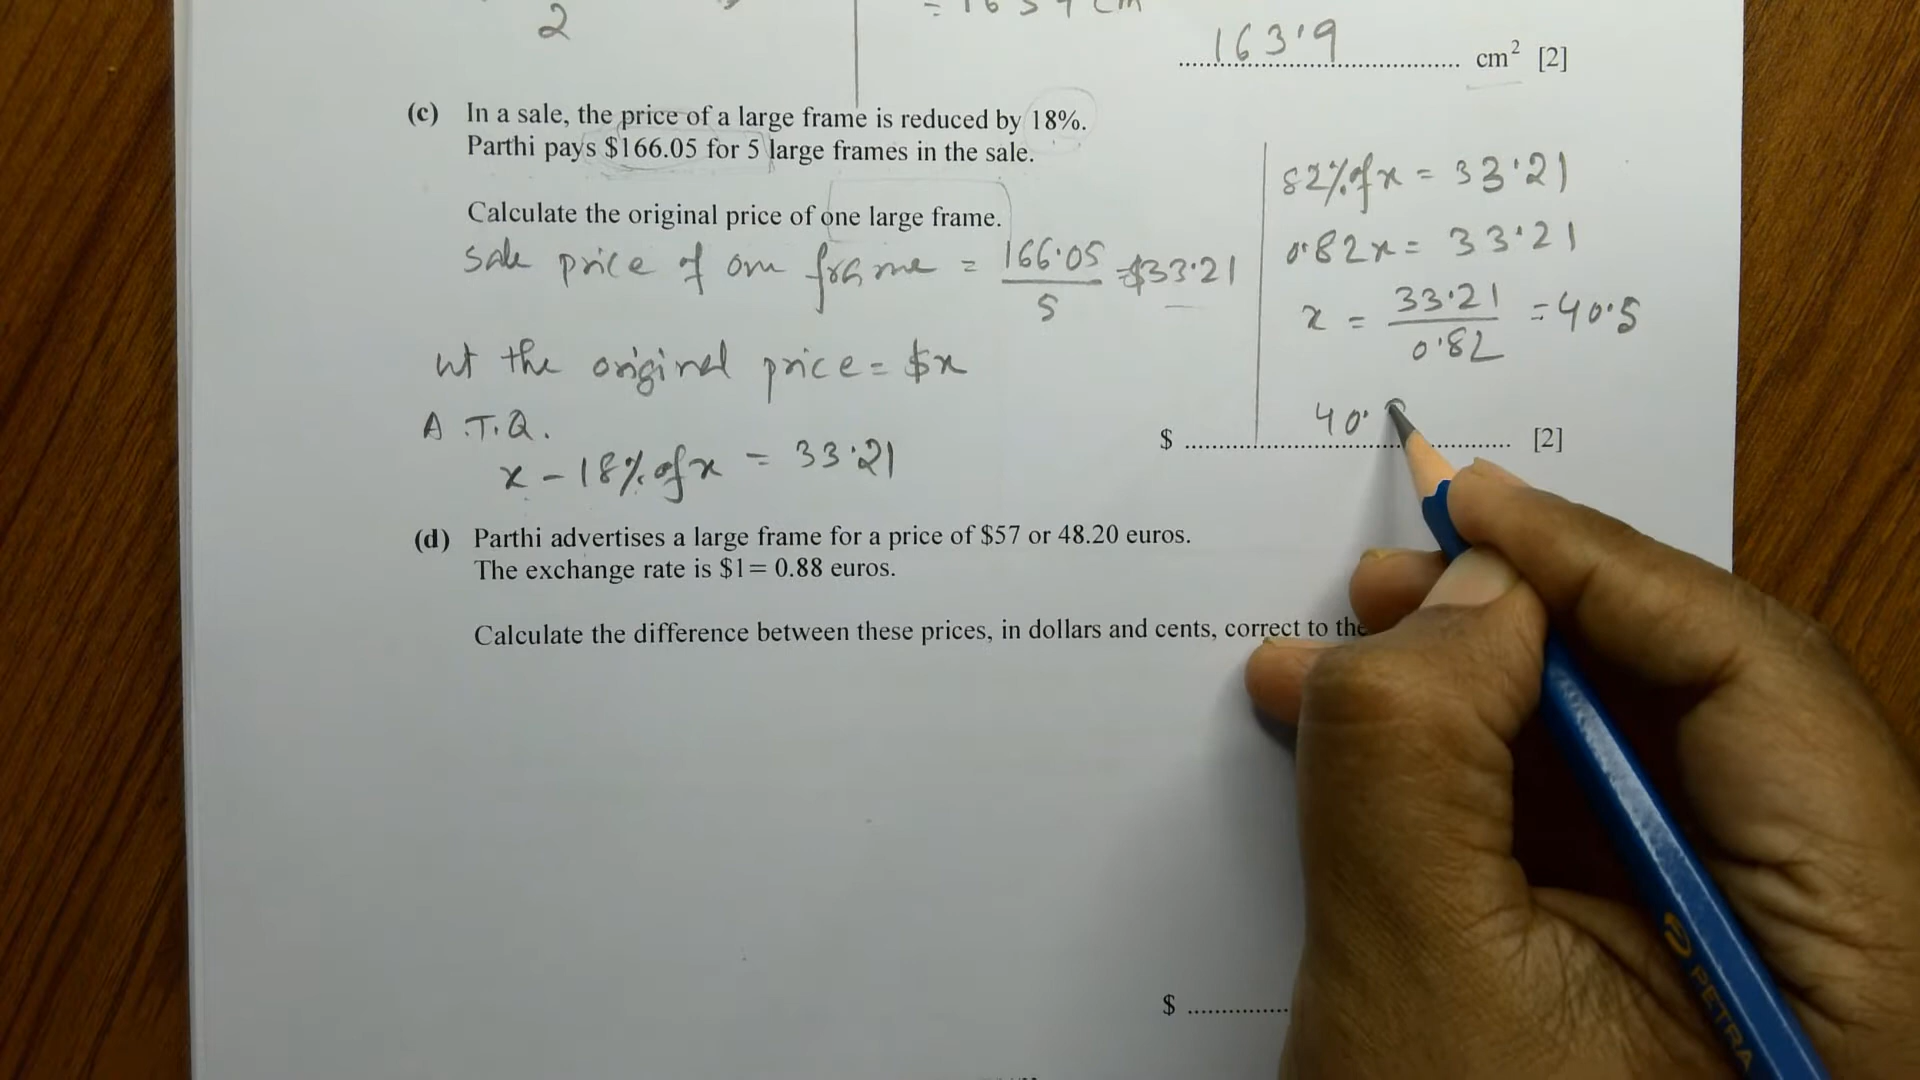 2
163.9 cm² [2]
(c) In a sale, the price of a large frame is reduced by 18%.
Parthi pays $166.05 for 5 large frames in the sale.
Calculate the original price of one large frame.
sale price of one frame = 166.05 / 5 = $33.21
let the original price = $x
A.T.Q.
x - 18% of x = 33.21
82% of x = 33.21
0.82x = 33.21
x = 33.21 / 0.82 = 40.5
$ 40. [2]
(d) Parthi advertises a large frame for a price of $57 or 48.20 euros.
The exchange rate is $1 = 0.88 euros.
Calculate the difference between these prices, in dollars and cents, correct to the
$
PETRA